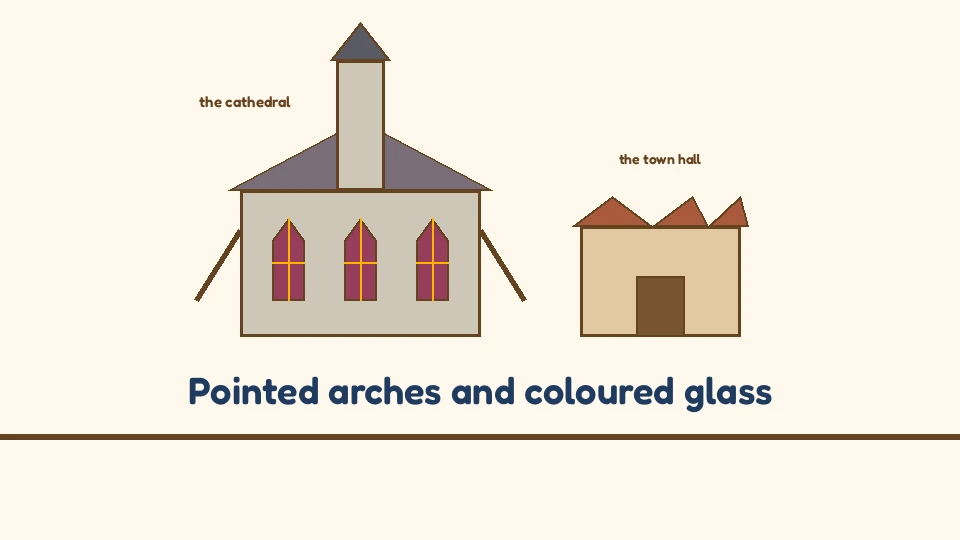 the cathedral
the town hall
Pointed arches and coloured glass